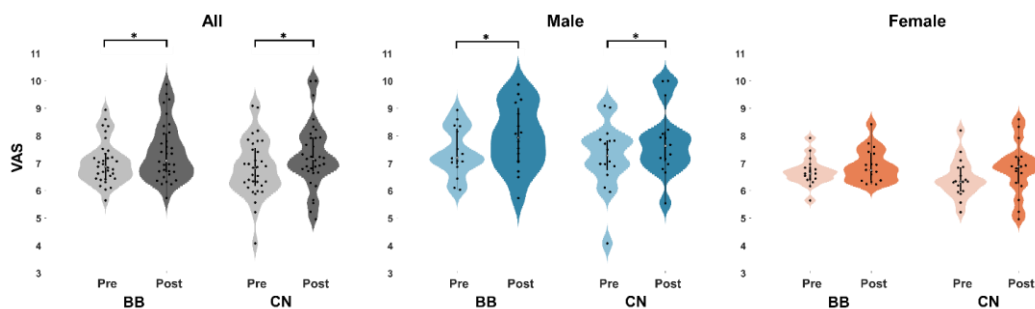 All
Male
Female
* * * *
VAS
11 11 11
10 10 10
9 9 9
8 8 8
7 7 7
6 6 6
5 5 5
4 4 4
3 3 3
Pre Post Pre Post Pre Post Pre Post Pre Post Pre Post
BB CN BB CN BB CN